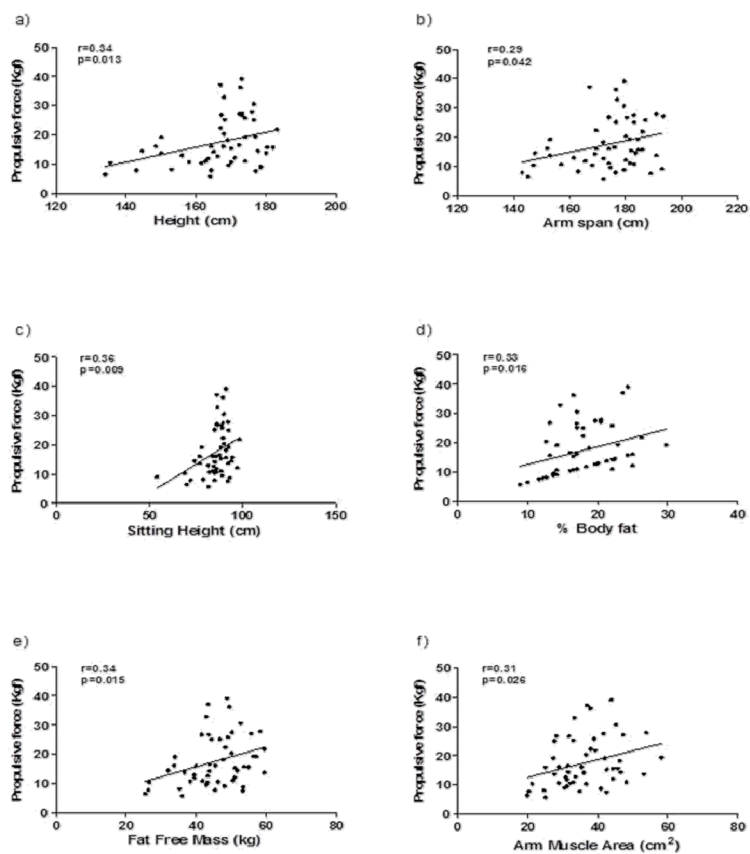 a)
r=0.34
p=0.013
Propulsive force (Kgf)
50
40
30
20
10
0
120 140 160 180 200
Height (cm)
b)
r=0.29
p=0.042
Propulsive force (Kgf)
50
40
30
20
10
0
120 140 160 180 200 220
Arm span (cm)
c)
r=0.36
p=0.009
Propulsive force (Kgf)
50
40
30
20
10
0
0 50 100 150
Sitting Height (cm)
d)
r=0.33
p=0.016
Propulsive force (Kgf)
50
40
30
20
10
0
0 10 20 30 40
% Body fat
e)
r=0.34
p=0.015
Propulsive force (Kgf)
50
40
30
20
10
0
0 20 40 60 80
Fat Free Mass (kg)
f)
r=0.31
p=0.026
Propulsive force (Kgf)
50
40
30
20
10
0
0 20 40 60 80
Arm Muscle Area (cm²)